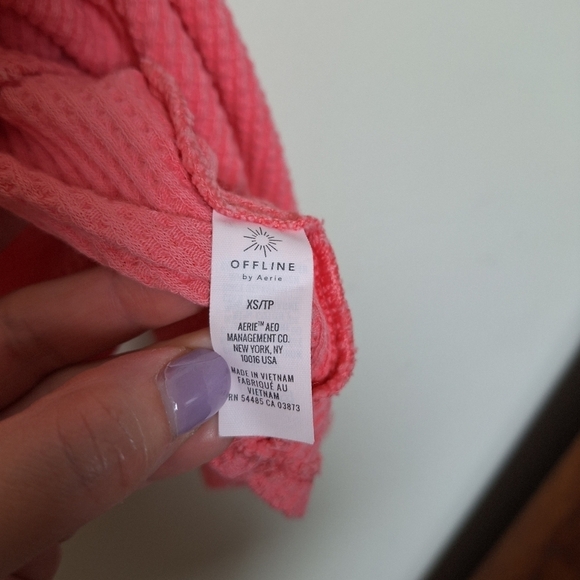 OFFLINE
by Aerie
XS/TP
AERIE™ AEO
MANAGEMENT CO.
NEW YORK, NY
10016 USA
MADE IN VIETNAM
FABRIQUÉ AU
VIETNAM
RN 54485 CA 03873